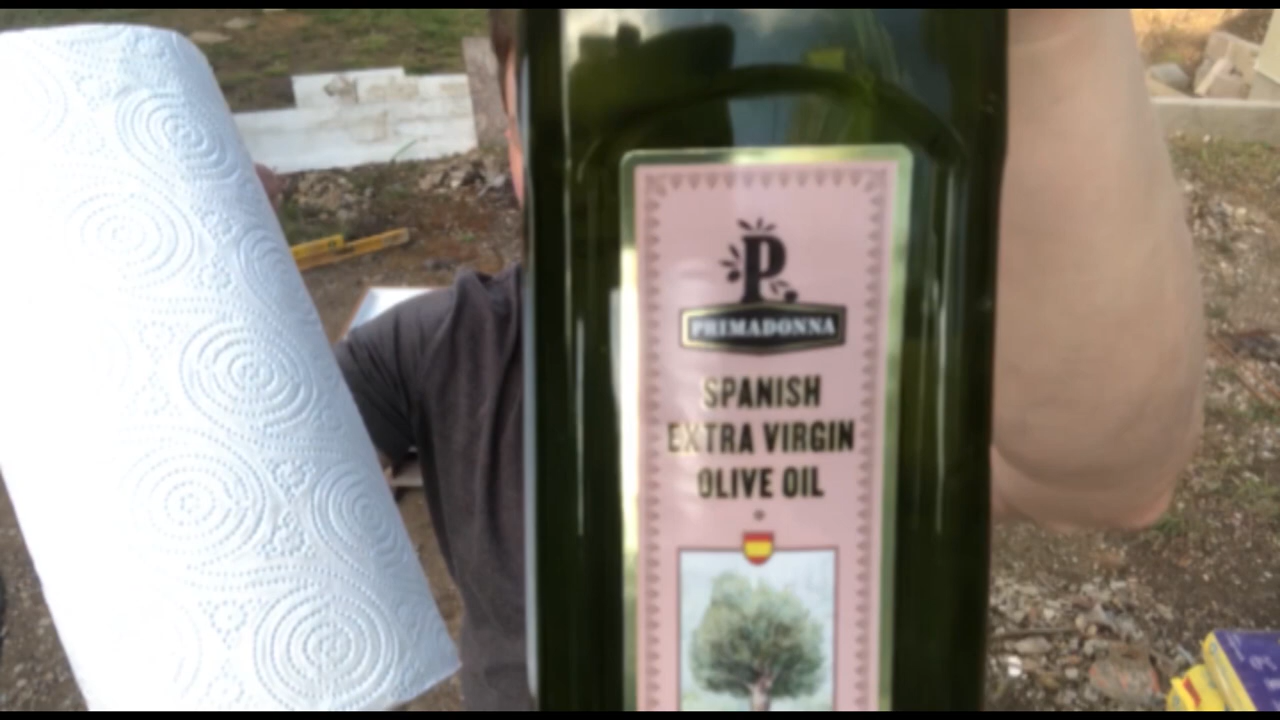 P
PRIMADONNA
SPANISH
EXTRA VIRGIN
OLIVE OIL